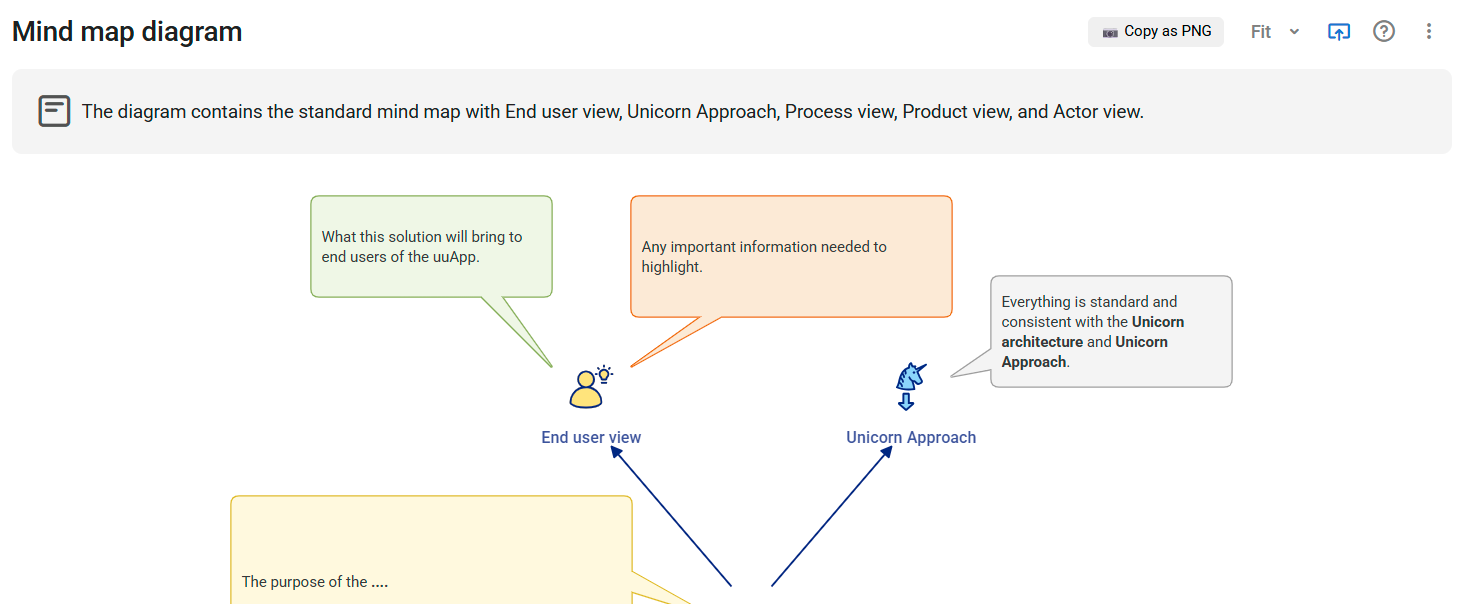 Mind map diagram
Copy as PNG
Fit
The diagram contains the standard mind map with End user view, Unicorn Approach, Process view, Product view, and Actor view.
What this solution will bring to
end users of the uuApp.
Any important information needed to
highlight.
Everything is standard and
consistent with the Unicorn
architecture and Unicorn
Approach.
End user view
Unicorn Approach
The purpose of the ....